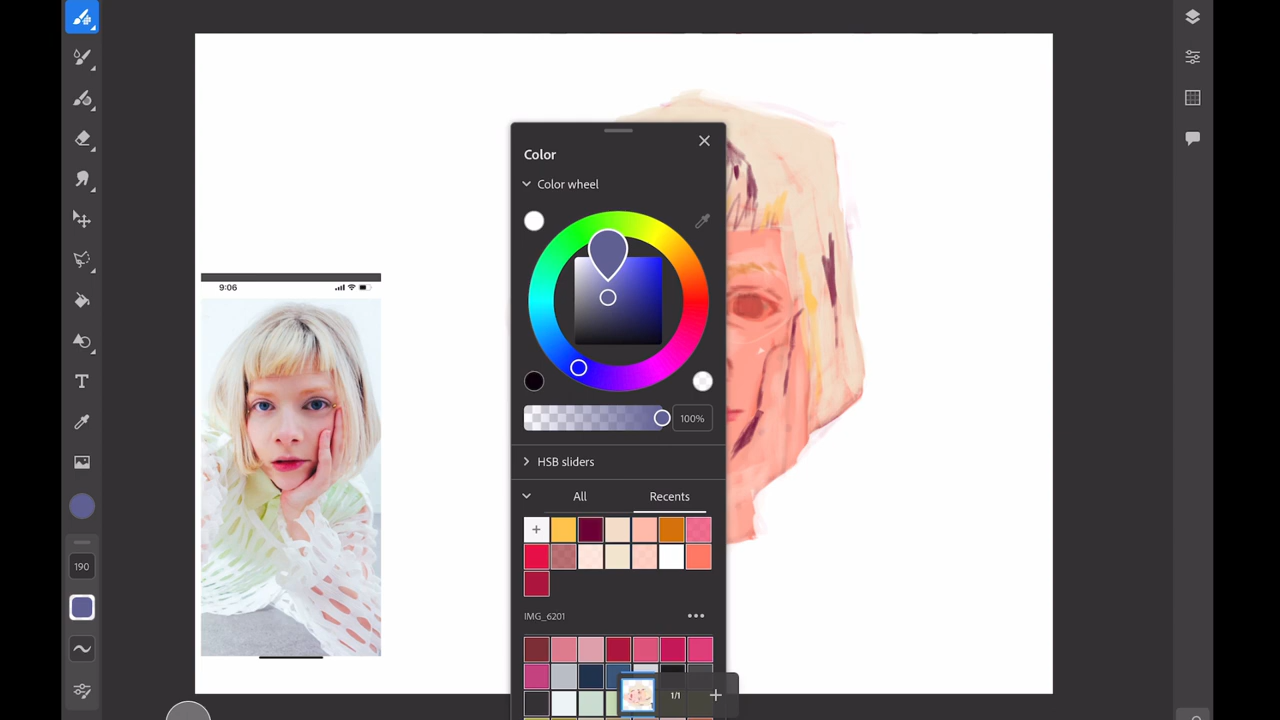 Color
Color wheel
9:06
100%
HSB sliders
All Recents
+
190
IMG_6201
1/1
T